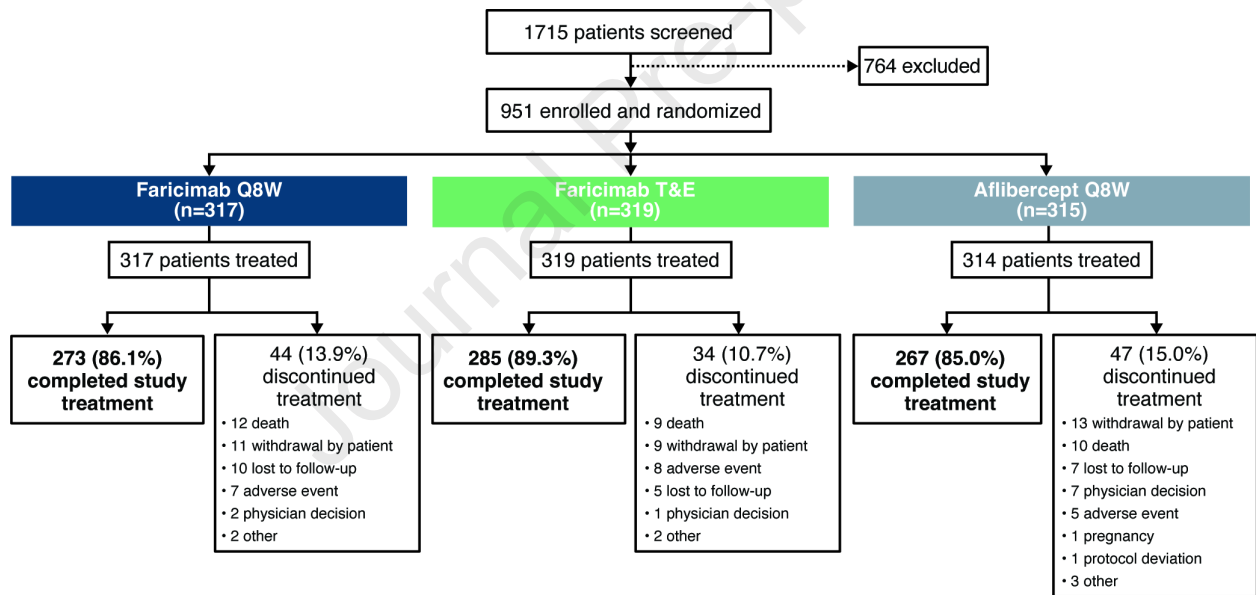 1715 patients screened
764 excluded
951 enrolled and randomized
Faricimab Q8W
(n=317)
317 patients treated
273 (86.1%)
completed study
treatment
44 (13.9%)
discontinued
treatment
• 12 death
• 11 withdrawal by patient
• 10 lost to follow-up
• 7 adverse event
• 2 physician decision
• 2 other
Faricimab T&E
(n=319)
319 patients treated
285 (89.3%)
completed study
treatment
34 (10.7%)
discontinued
treatment
• 9 death
• 9 withdrawal by patient
• 8 adverse event
• 5 lost to follow-up
• 1 physician decision
• 2 other
Aflibercept Q8W
(n=315)
314 patients treated
267 (85.0%)
completed study
treatment
47 (15.0%)
discontinued
treatment
• 13 withdrawal by patient
• 10 death
• 7 lost to follow-up
• 7 physician decision
• 5 adverse event
• 1 pregnancy
• 1 protocol deviation
• 3 other
Journal Pre-p